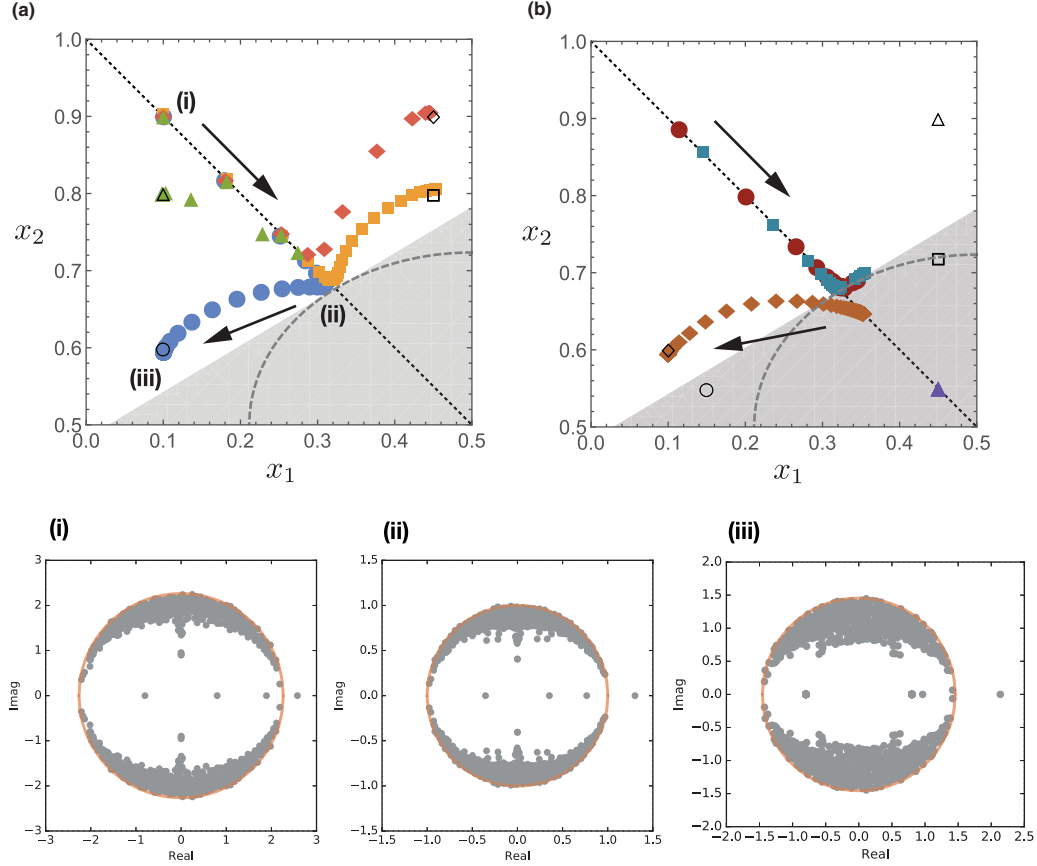 (a)
(b)
1.0
0.9
0.8
0.7
0.6
0.5
x2
(i)
(ii)
(iii)
0.0 0.1 0.2 0.3 0.4 0.5
x1
1.0
0.9
0.8
0.7
0.6
0.5
x2
0.0 0.1 0.2 0.3 0.4 0.5
x1
(i)
3
2
1
0
−1
−2
−3
Imag
−3 −2 −1 0 1 2 3
Real
(ii)
1.5
1.0
0.5
0.0
−0.5
−1.0
−1.5
Imag
−1.5 −1.0 −0.5 0.0 0.5 1.0 1.5
Real
(iii)
2.0
1.5
1.0
0.5
0.0
−0.5
−1.0
−1.5
−2.0
Imag
−2.0 −1.5 −1.0 −0.5 0.0 0.5 1.0 1.5 2.0 2.5
Real